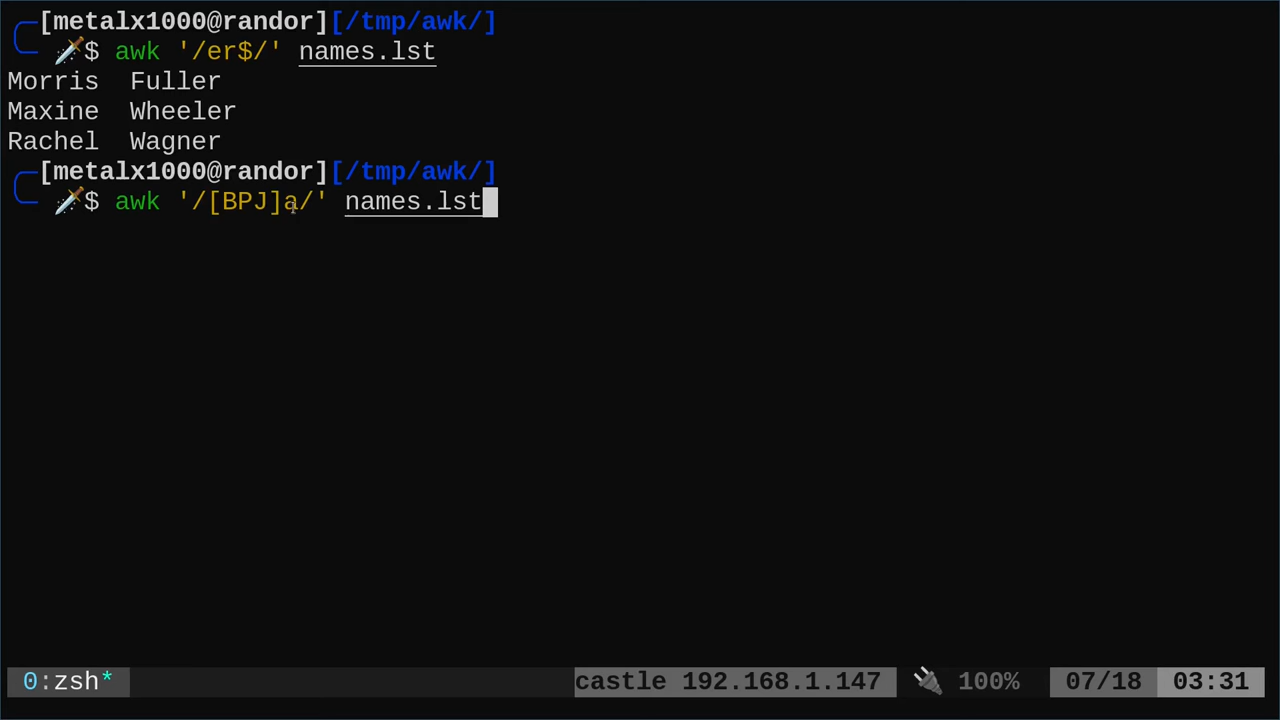 [metalx1000@randor][/tmp/awk/]
🗡️$ awk '/er$/' names.lst
Morris  Fuller
Maxine  Wheeler
Rachel  Wagner
[metalx1000@randor][/tmp/awk/]
🗡️$ awk '/[BPJ]a/' names.lst
0:zsh* castle 192.168.1.147 🔌 100% 07/18 03:31